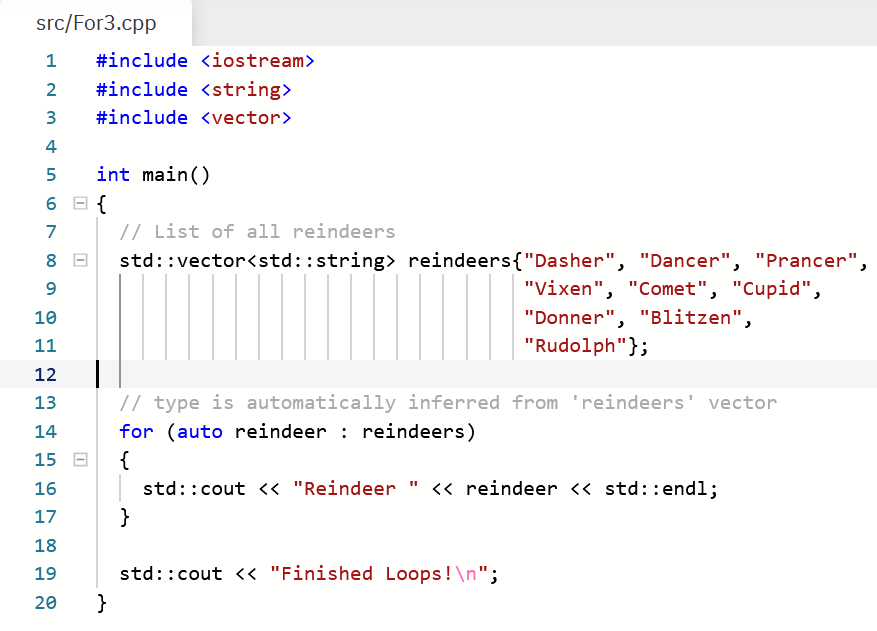 src/For3.cpp
1 #include <iostream>
2 #include <string>
3 #include <vector>
4
5 int main()
6 {
7 // List of all reindeers
8 std::vector<std::string> reindeers{"Dasher", "Dancer", "Prancer",
9 "Vixen", "Comet", "Cupid",
10 "Donner", "Blitzen",
11 "Rudolph"};
12
13 // type is automatically inferred from 'reindeers' vector
14 for (auto reindeer : reindeers)
15 {
16 std::cout << "Reindeer " << reindeer << std::endl;
17 }
18
19 std::cout << "Finished Loops!\n";
20 }